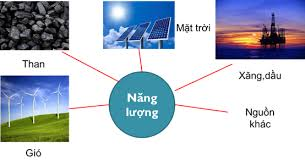 Mặt trời
Than
Xăng,dầu
Năng
lượng
Nguồn
khác
Gió